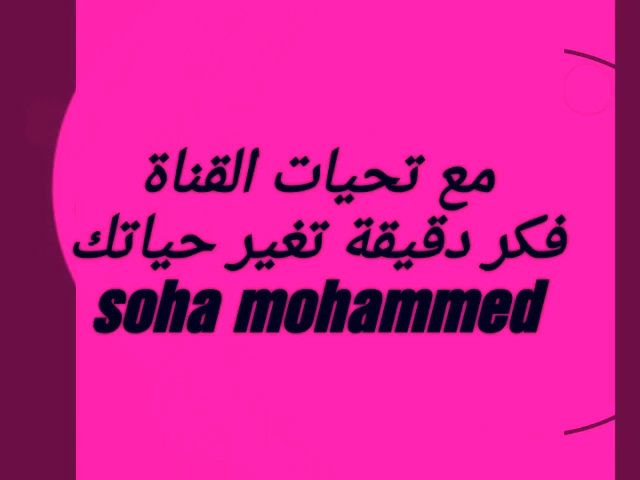 مع تحيات القناة
فكر دقيقة تغير حياتك
soha mohammed